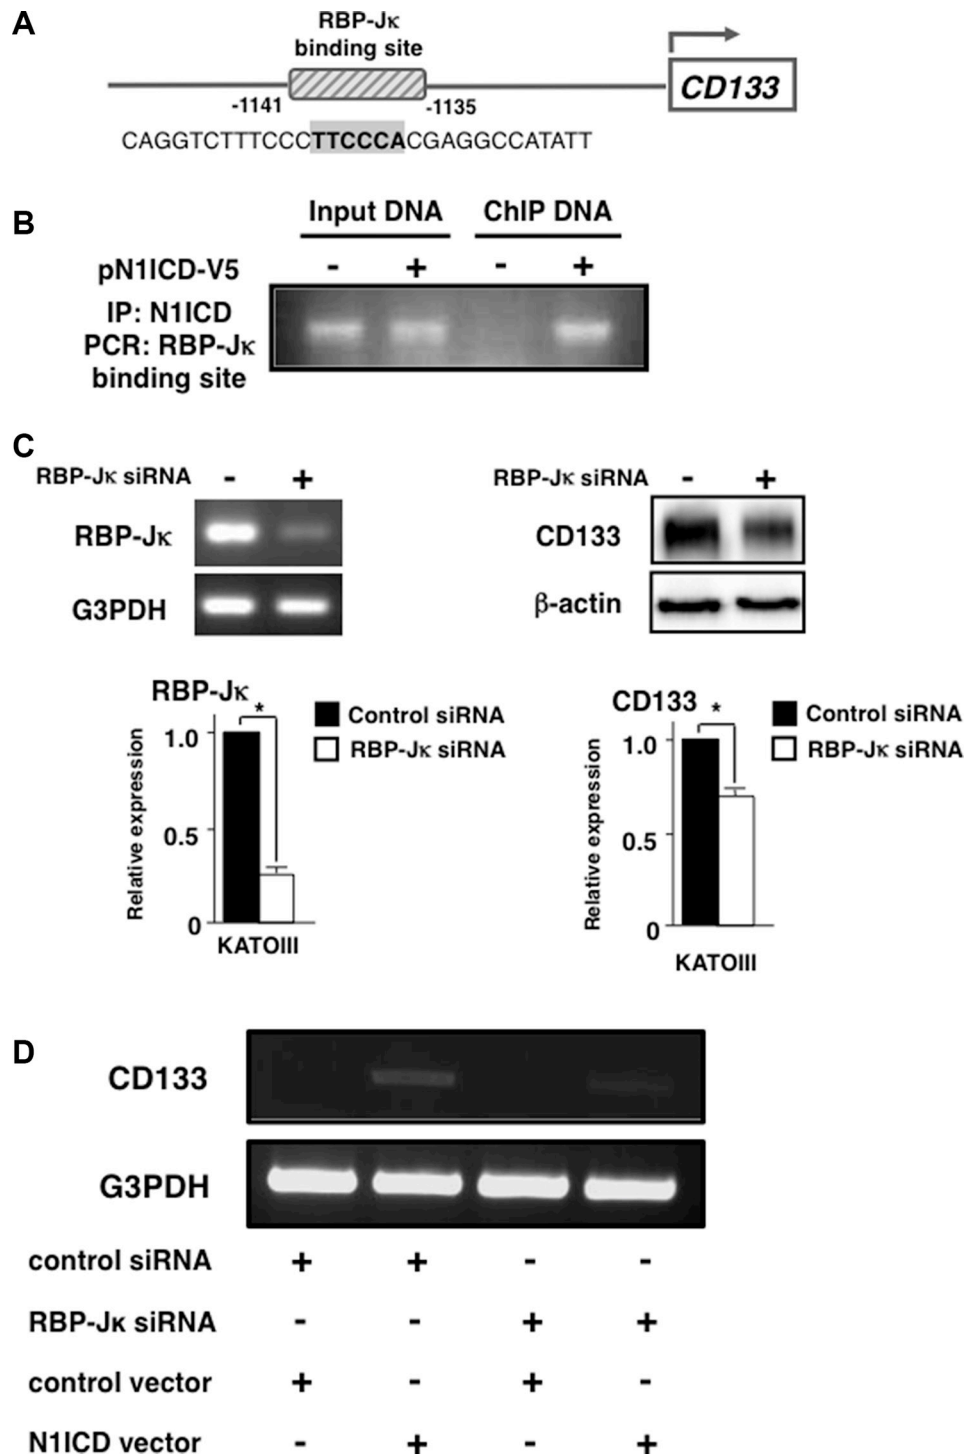 A
RBP-Jκ
binding site
CD133
-1141
-1135
CAGGTCTTTCCCTTCCCACGAGGCCATATT
B
Input DNA ChIP DNA
pN1ICD-V5 - + - +
IP: N1ICD
PCR: RBP-Jκ
binding site
C
RBP-Jκ siRNA - +
RBP-Jκ
G3PDH
RBP-Jκ siRNA - +
CD133
β-actin
RBP-Jκ
*
Control siRNA
RBP-Jκ siRNA
Relative expression
1.0
0.5
0
KATOIII
CD133
*
Control siRNA
RBP-Jκ siRNA
Relative expression
1.0
0.5
0
KATOIII
D
CD133
G3PDH
control siRNA + + - -
RBP-Jκ siRNA - - + +
control vector + - + -
N1ICD vector - + - +